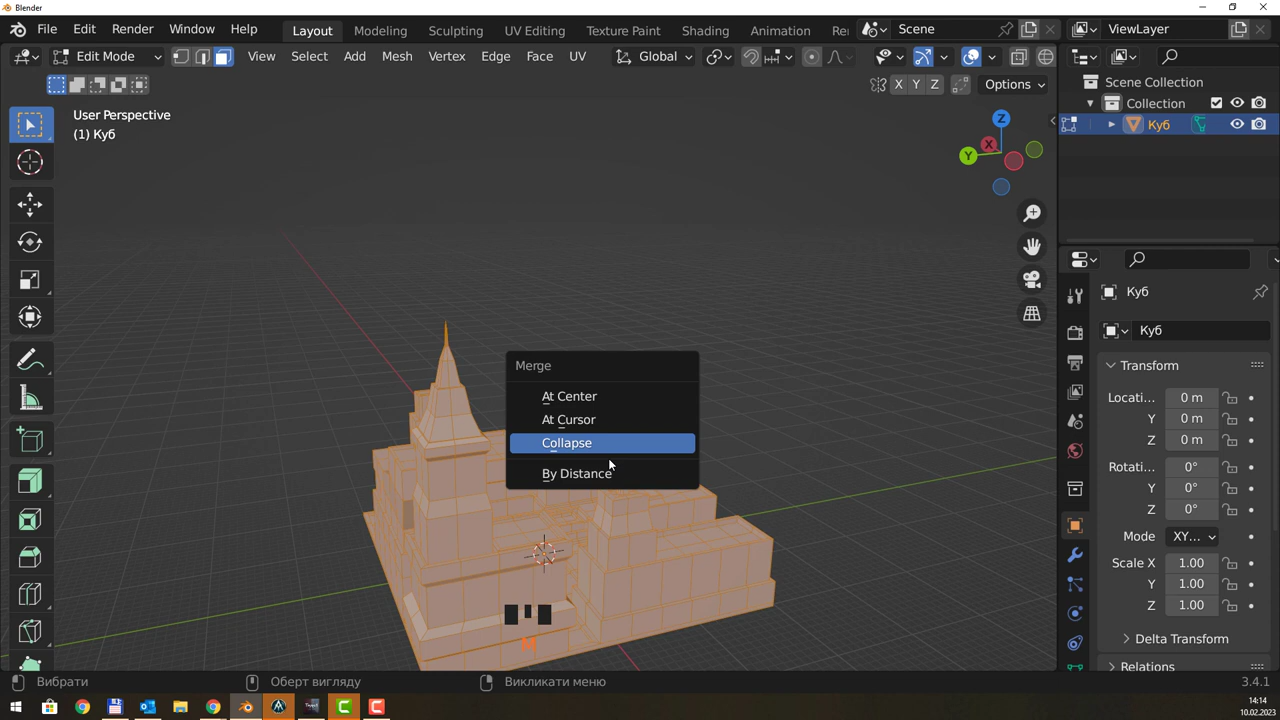 Blender
File Edit Render Window Help Layout Modeling Sculpting UV Editing Texture Paint Shading Animation Re Scene ViewLayer
Edit Mode View Select Add Mesh Vertex Edge Face UV Global
X Y Z Options
User Perspective
(1) Куб
Z
X
Y
Scene Collection
Collection
Куб
Куб
Куб
Transform
Locati... 0 m
Y 0 m
Z 0 m
Rotati... 0°
Y 0°
Z 0°
Mode XY...
Scale X 1.00
Y 1.00
Z 1.00
Delta Transform
Relations
Merge
At Center
At Cursor
Collapse
By Distance
M
Вибрати Оберт вигляду Викликати меню 3.4.1
14:14
10.02.2023